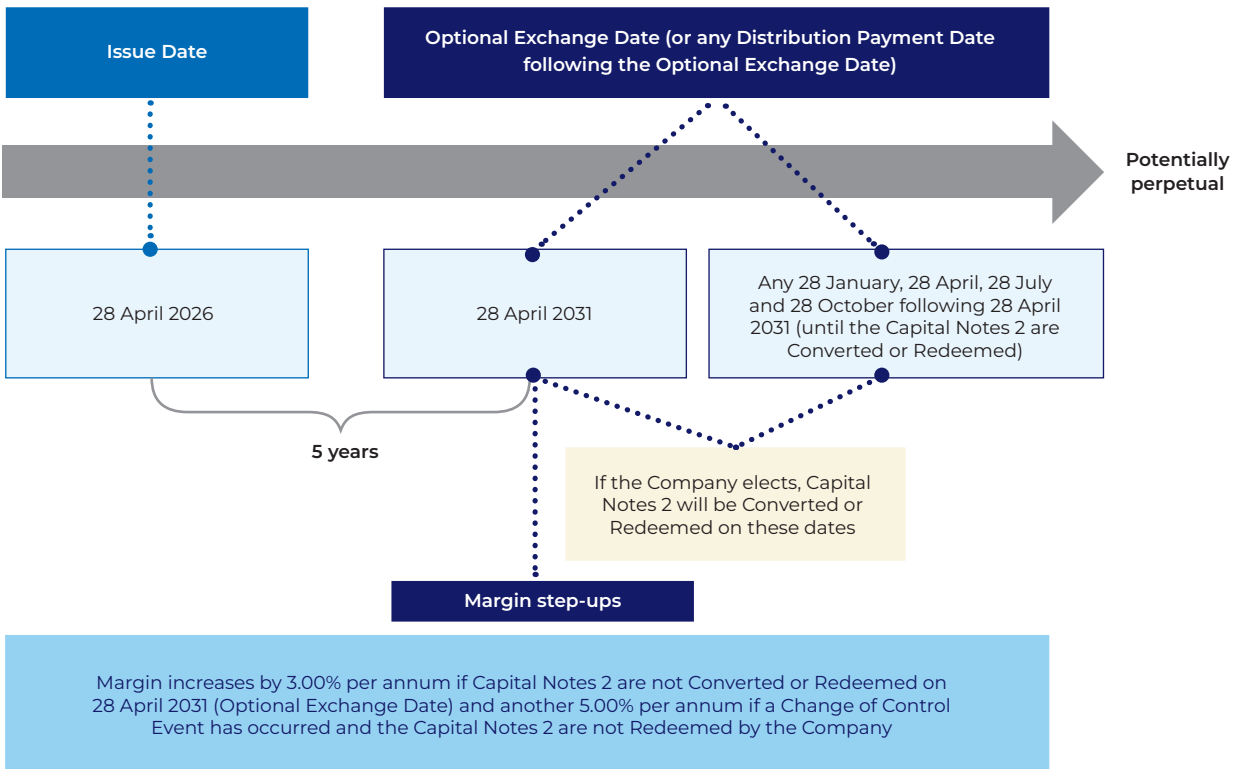 Issue Date
Optional Exchange Date (or any Distribution Payment Date
following the Optional Exchange Date)
Potentially
perpetual
28 April 2026
28 April 2031
Any 28 January, 28 April, 28 July
and 28 October following 28 April
2031 (until the Capital Notes 2 are
Converted or Redeemed)
5 years
If the Company elects, Capital
Notes 2 will be Converted or
Redeemed on these dates
Margin step-ups
Margin increases by 3.00% per annum if Capital Notes 2 are not Converted or Redeemed on
28 April 2031 (Optional Exchange Date) and another 5.00% per annum if a Change of Control
Event has occurred and the Capital Notes 2 are not Redeemed by the Company